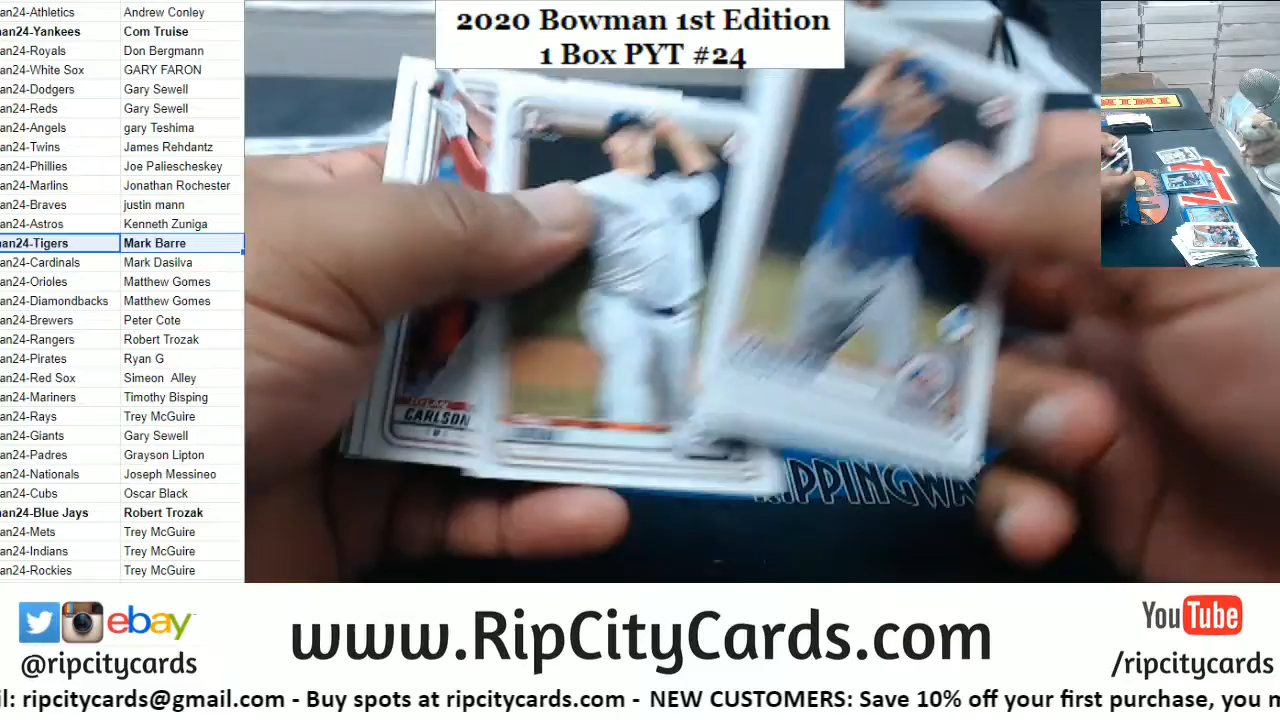 2020 Bowman 1st Edition
1 Box PYT #24
an24-Athletics Andrew Conley
an24-Yankees Com Truise
an24-Royals Don Bergmann
an24-White Sox GARY FARON
an24-Dodgers Gary Sewell
an24-Reds Gary Sewell
an24-Angels gary Teshima
an24-Twins James Rehdantz
an24-Phillies Joe Paliescheskey
an24-Marlins Jonathan Rochester
an24-Braves justin mann
an24-Astros Kenneth Zuniga
an24-Tigers Mark Barre
an24-Cardinals Mark Dasilva
an24-Orioles Matthew Gomes
an24-Diamondbacks Matthew Gomes
an24-Brewers Peter Cote
an24-Rangers Robert Trozak
an24-Pirates Ryan G
an24-Red Sox Simeon Alley
an24-Mariners Timothy Bisping
an24-Rays Trey McGuire
an24-Giants Gary Sewell
an24-Padres Grayson Lipton
an24-Nationals Joseph Messineo
an24-Cubs Oscar Black
an24-Blue Jays Robert Trozak
an24-Mets Trey McGuire
an24-Indians Trey McGuire
an24-Rockies Trey McGuire
CARLSON
RIPPINGWA
ebay
@ripcitycards
www.RipCityCards.com
YouTube
/ripcitycards
il: ripcitycards@gmail.com - Buy spots at ripcitycards.com - NEW CUSTOMERS: Save 10% off your first purchase, you